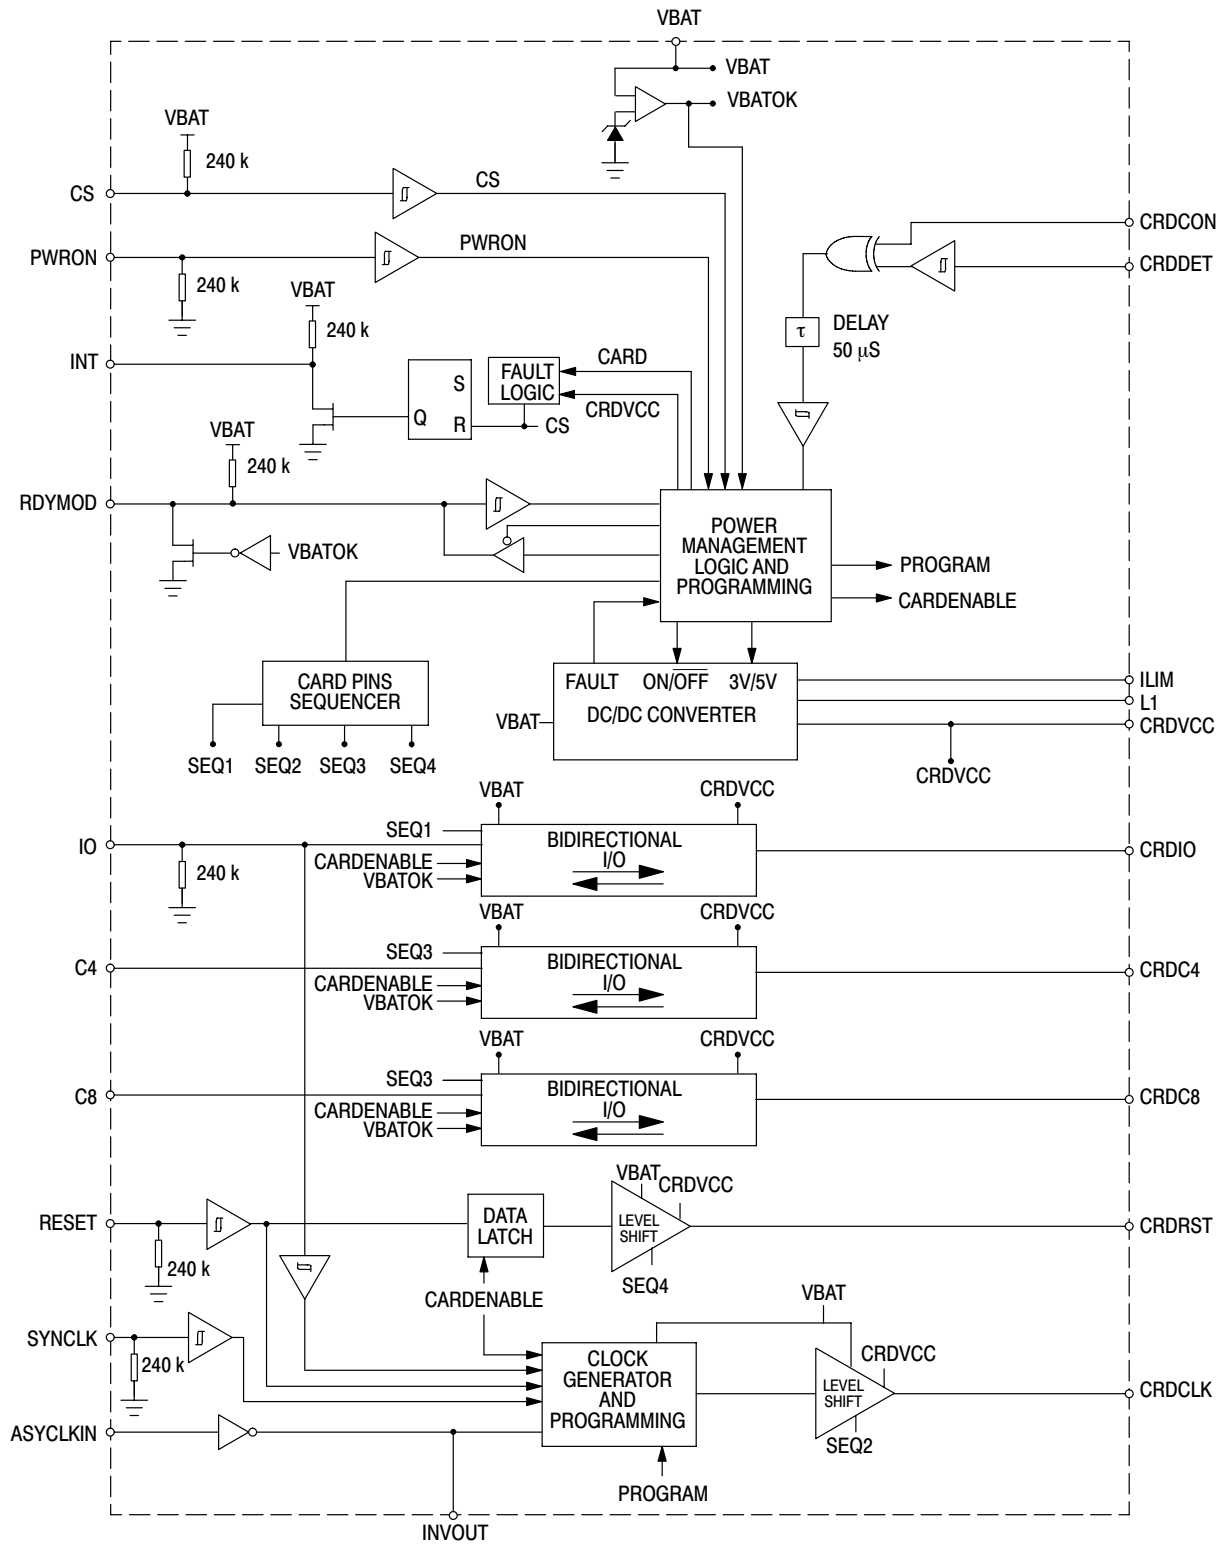 VBAT
VBAT
VBATOK
VBAT
240 k
CS
CS
PWRON
PWRON
240 k
CRDCON
CRDDET
VBAT
240 k
τ
DELAY
50 μS
INT
S
Q
R
FAULT
LOGIC
CARD
CRDVCC
CS
VBAT
240 k
RDYMOD
VBATOK
POWER
MANAGEMENT
LOGIC AND
PROGRAMMING
PROGRAM
CARDENABLE
CARD PINS
SEQUENCER
SEQ1 SEQ2 SEQ3 SEQ4
FAULT ON/OFF 3V/5V
DC/DC CONVERTER
VBAT
ILIM
L1
CRDVCC
CRDVCC
VBAT
CRDVCC
IO
240 k
SEQ1
CARDENABLE
VBATOK
BIDIRECTIONAL
I/O
CRDIO
VBAT
CRDVCC
C4
SEQ3
CARDENABLE
VBATOK
BIDIRECTIONAL
I/O
CRDC4
VBAT
CRDVCC
C8
SEQ3
CARDENABLE
VBATOK
BIDIRECTIONAL
I/O
CRDC8
RESET
240 k
DATA
LATCH
VBAT
CRDVCC
LEVEL
SHIFT
SEQ4
CRDRST
CARDENABLE
SYNCLK
240 k
CLOCK
GENERATOR
AND
PROGRAMMING
VBAT
CRDVCC
LEVEL
SHIFT
SEQ2
CRDCLK
ASYCLKIN
PROGRAM
INVOUT